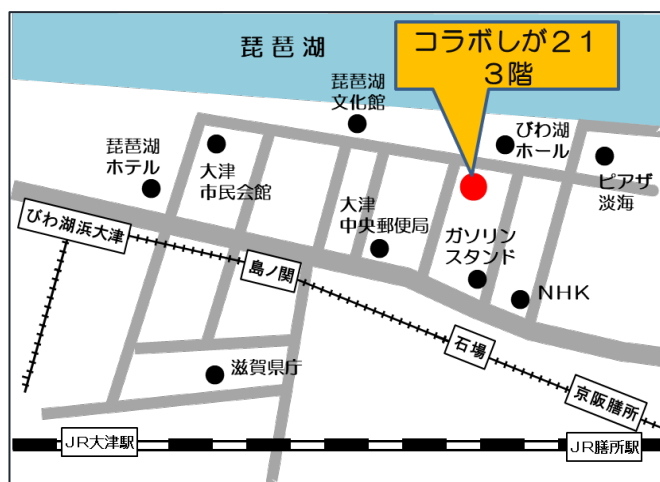 琵琶湖
コラボしが２１
３階
琵琶湖
文化館
びわ湖
ホール
琵琶湖
ホテル
大津
市民会館
ピアザ
淡海
びわ湖浜大津
大津
中央郵便局
ガソリン
スタンド
島ノ関
ＮＨＫ
石場
滋賀県庁
京阪膳所
ＪＲ大津駅
ＪＲ膳所駅